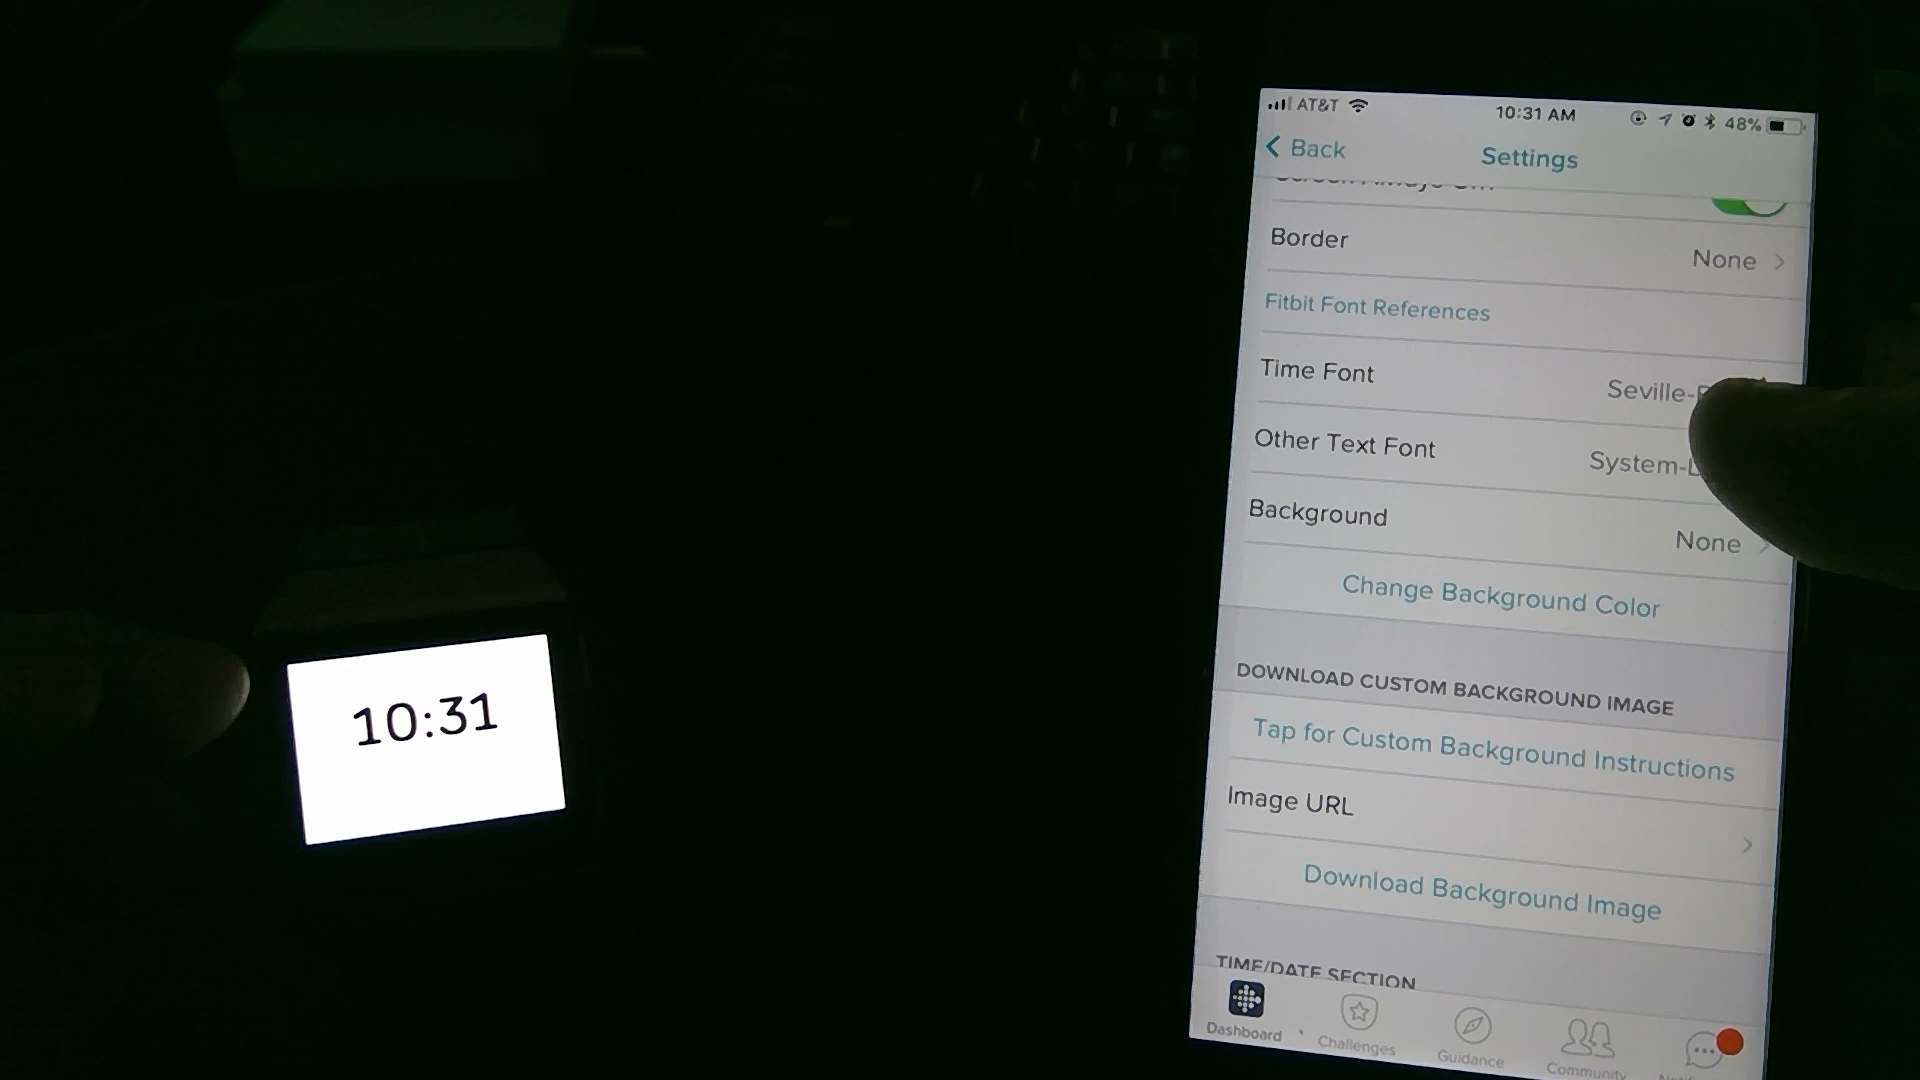 10:31
AT&T 10:31 AM 48%
Back Settings
Border None
Fitbit Font References
Time Font Seville-
Other Text Font System-
Background None
Change Background Color
DOWNLOAD CUSTOM BACKGROUND IMAGE
Tap for Custom Background Instructions
Image URL
Download Background Image
TIME/DATE SECTION
Dashboard Challenges Guidance Community